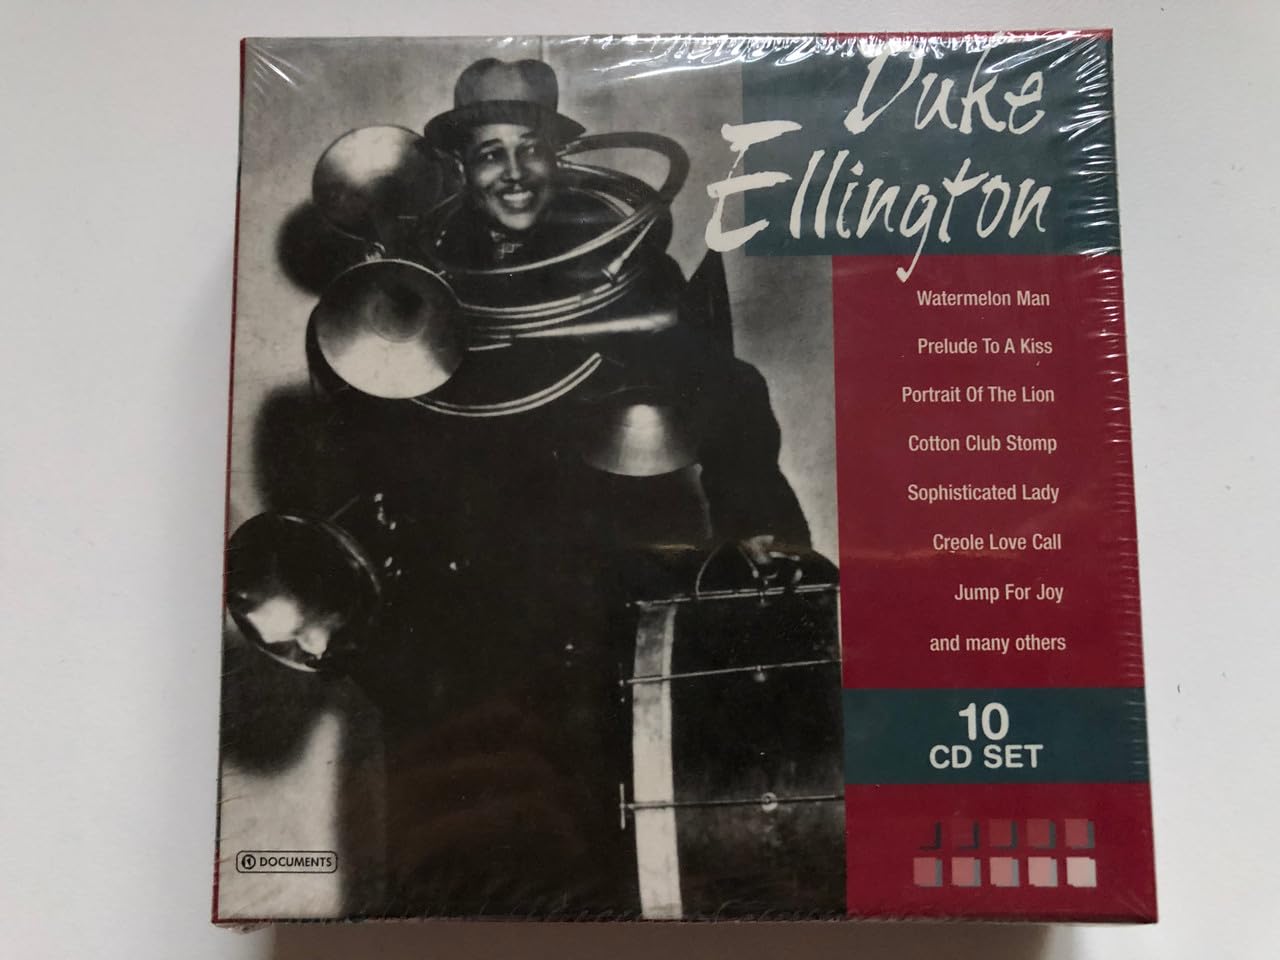 Duke
Ellington
Watermelon Man
Prelude To A Kiss
Portrait Of The Lion
Cotton Club Stomp
Sophisticated Lady
Creole Love Call
Jump For Joy
and many others
10
CD SET
DOCUMENTS